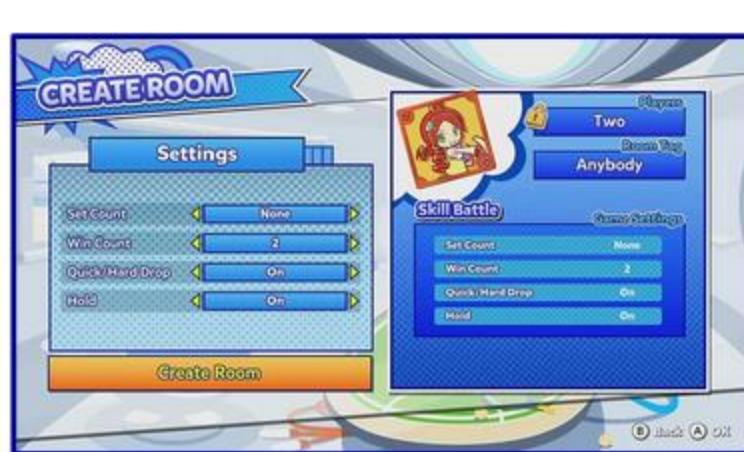 CREATE ROOM
Settings
Set Count None
Win Count 2
Quick/Hard Drop On
Hold On
Create Room
Players
Two
Room Tag
Anybody
Skill Battle
Game Settings
Set Count None
Win Count 2
Quick/Hard Drop On
Hold On
B Back A OK